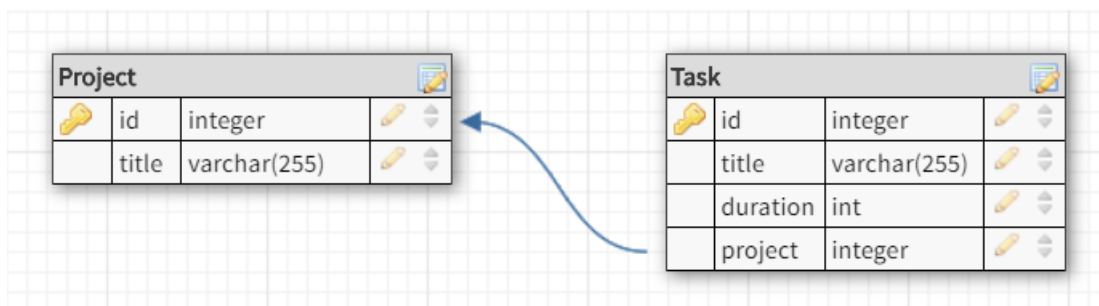 Project
id integer
title varchar(255)
Task
id integer
title varchar(255)
duration int
project integer